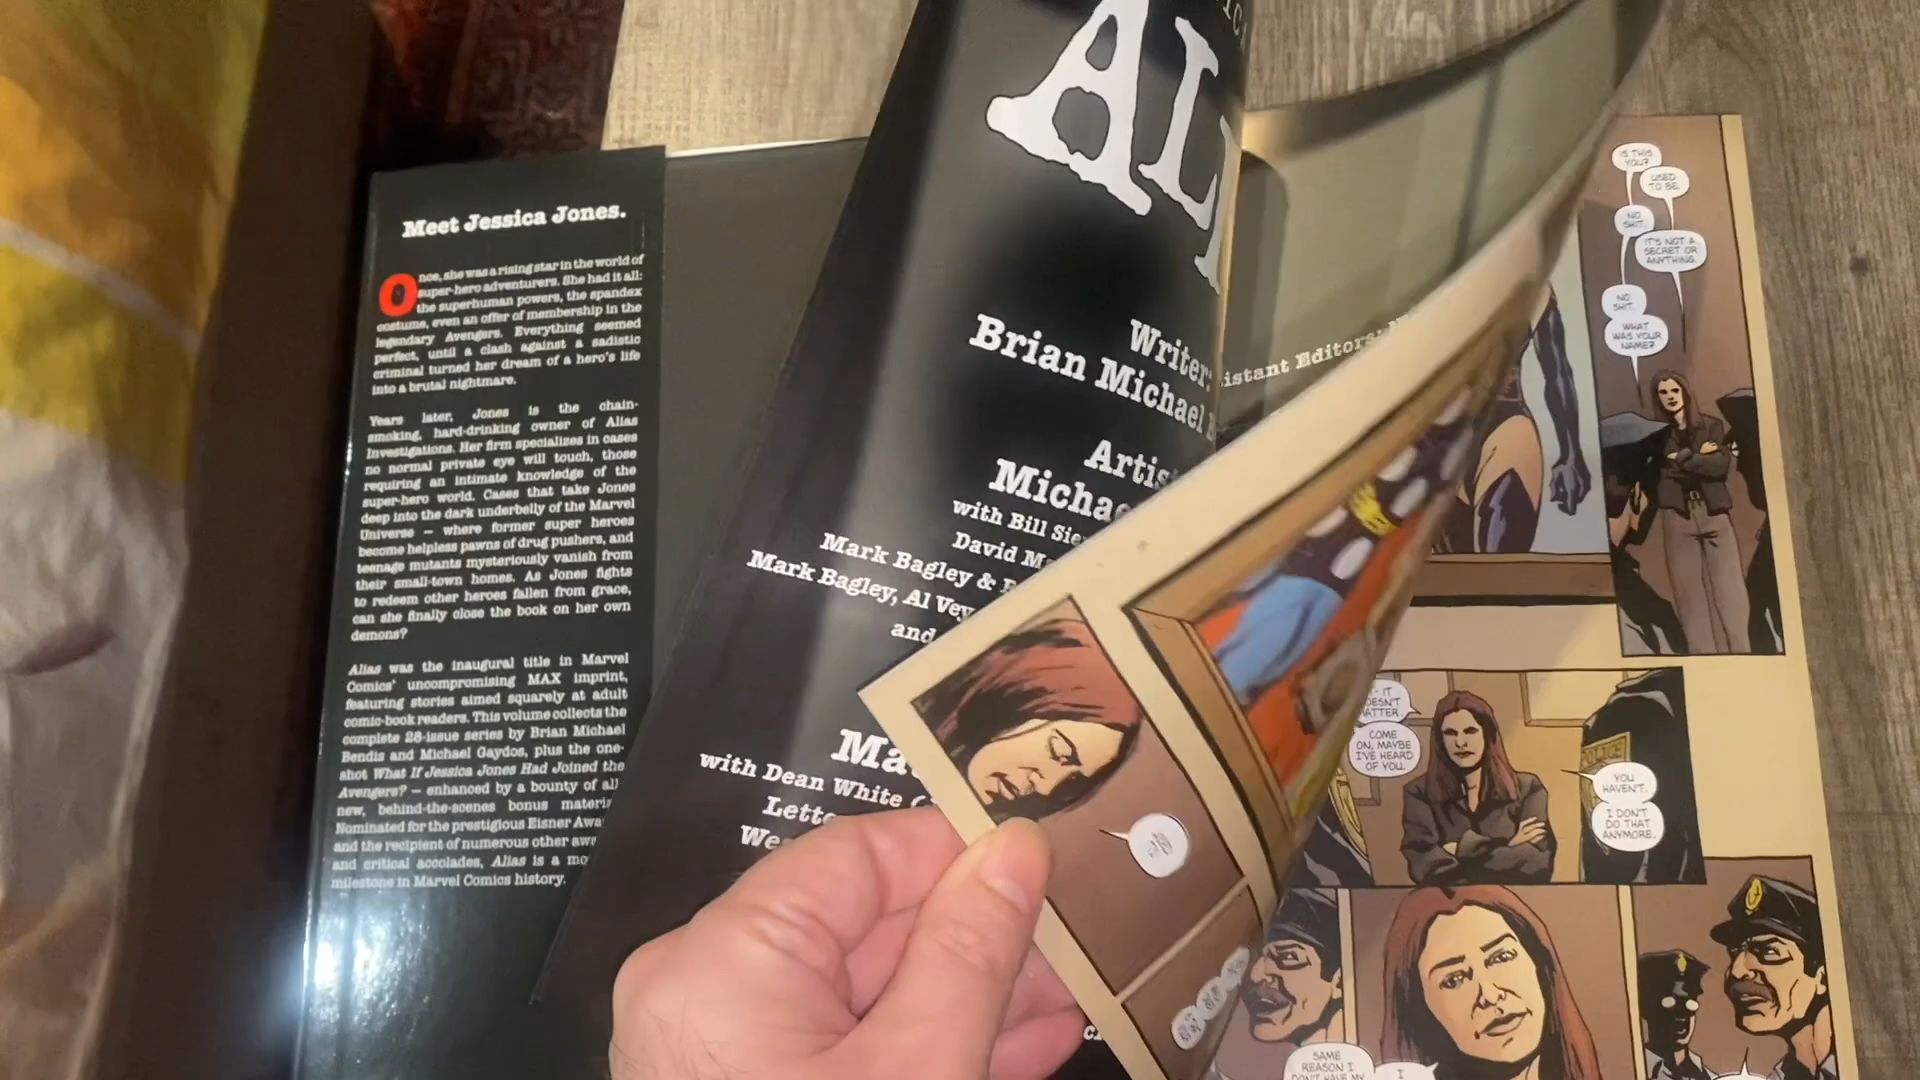 Meet Jessica Jones.
Once, she was a rising star in the world of
super-hero adventurers. She had it all:
the superhuman powers, the spandex
costume, even an offer of membership in the
legendary Avengers. Everything seemed
perfect, until a clash against a sadistic
criminal turned her dream of a hero's life
into a brutal nightmare.
Years later, Jones is the chain-
smoking, hard-drinking owner of Alias
Investigations. Her firm specializes in cases
no normal private eye will touch, those
requiring an intimate knowledge of the
super-hero world. Cases that take Jones
deep into the dark underbelly of the Marvel
Universe — where former super heroes
become helpless pawns of drug pushers, and
teenage mutants mysteriously vanish from
their small-town homes. As Jones fights
to redeem other heroes fallen from grace,
can she finally close the book on her own
demons?
Alias was the inaugural title in Marvel
Comics' uncompromising MAX imprint,
featuring stories aimed squarely at adult
comic-book readers. This volume collects the
complete 28-issue series by Brian Michael
Bendis and Michael Gaydos, plus the one-
shot What If Jessica Jones Had Joined the
Avengers? — enhanced by a bounty of all-
new, behind-the-scenes bonus
Nominated for the prestigious Eisner
and the recipient of numerous other
and critical accolades, Alias is a
milestone in Marvel Comics history.
AL
Writer:
Brian Michael
with Bill
David
Mark Bagley &
Mark Bagley, Al
and
with Dean White
Editors:
IS THIS
YOU?
USED
TO BE.
NO
SHIT.
IT'S NOT A
SECRET OR
ANYTHING.
NO
SHIT.
WHAT
WAS YOUR
NAME?
IT
COME
ON, MAYBE
I'VE HEARD
OF YOU.
POLICE
YOU
HAVEN'T.
I DON'T
DO THAT
ANYMORE.
SAME
REASON I
DON'T HAVE MY
I